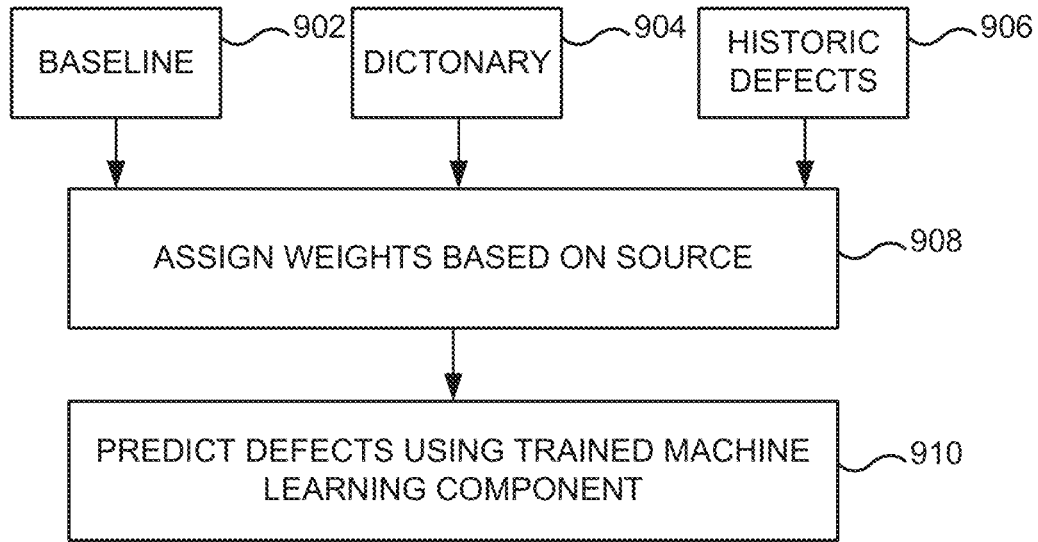 BASELINE
902
DICTONARY
904
HISTORIC
DEFECTS
906
ASSIGN WEIGHTS BASED ON SOURCE
908
PREDICT DEFECTS USING TRAINED MACHINE
LEARNING COMPONENT
910